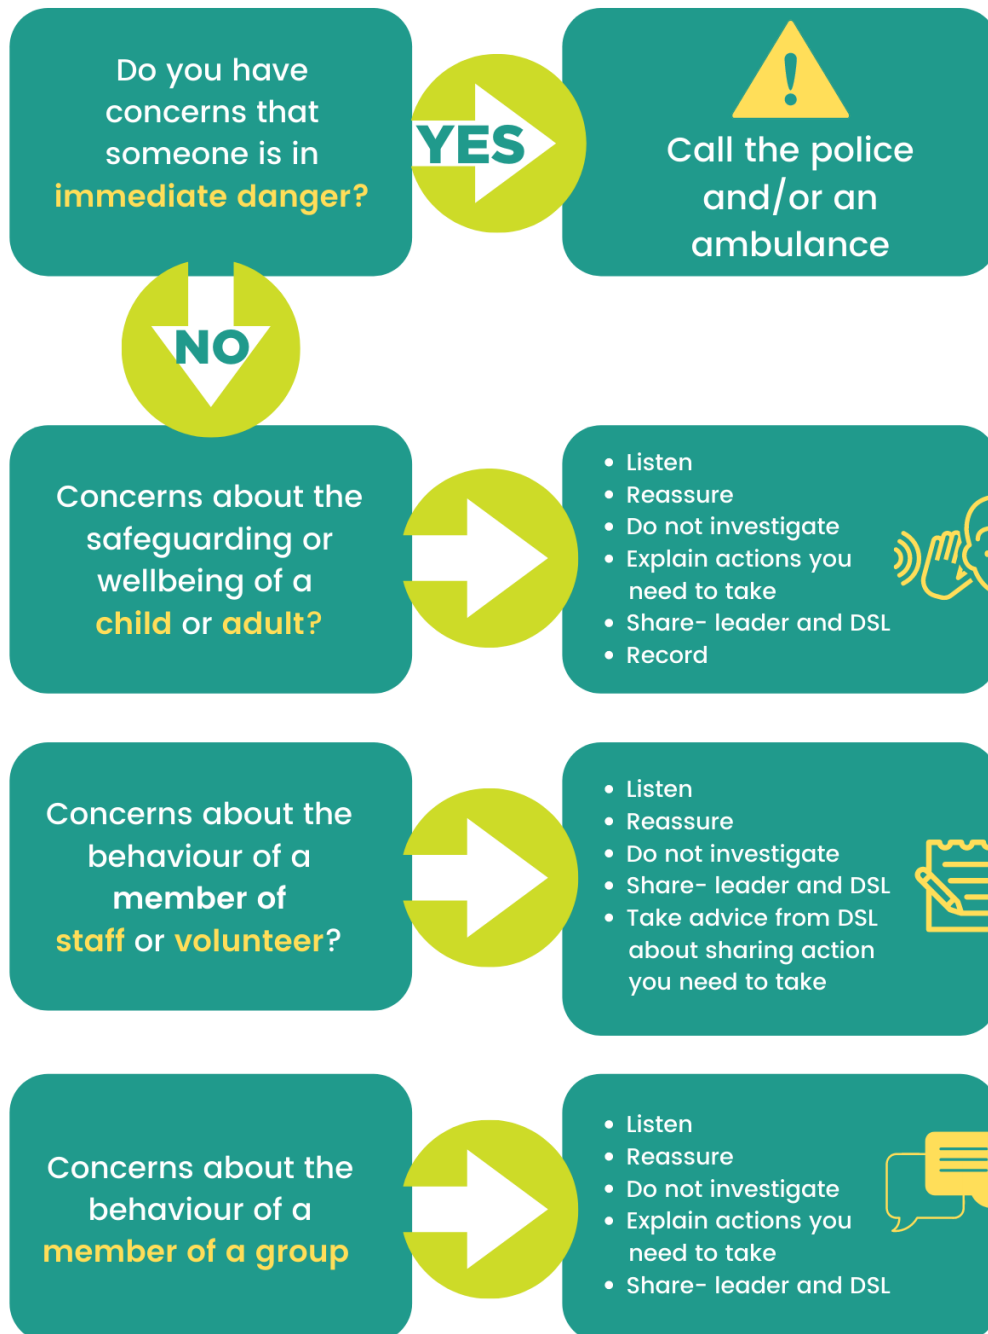 Do you have
concerns that
someone is in
immediate danger?
YES
Call the police
and/or an
ambulance
NO
Concerns about the
safeguarding or
wellbeing of a
child or adult?
• Listen
• Reassure
• Do not investigate
• Explain actions you
need to take
• Share- leader and DSL
• Record
Concerns about the
behaviour of a
member of
staff or volunteer?
• Listen
• Reassure
• Do not investigate
• Share- leader and DSL
• Take advice from DSL
about sharing action
you need to take
Concerns about the
behaviour of a
member of a group
• Listen
• Reassure
• Do not investigate
• Explain actions you
need to take
• Share- leader and DSL